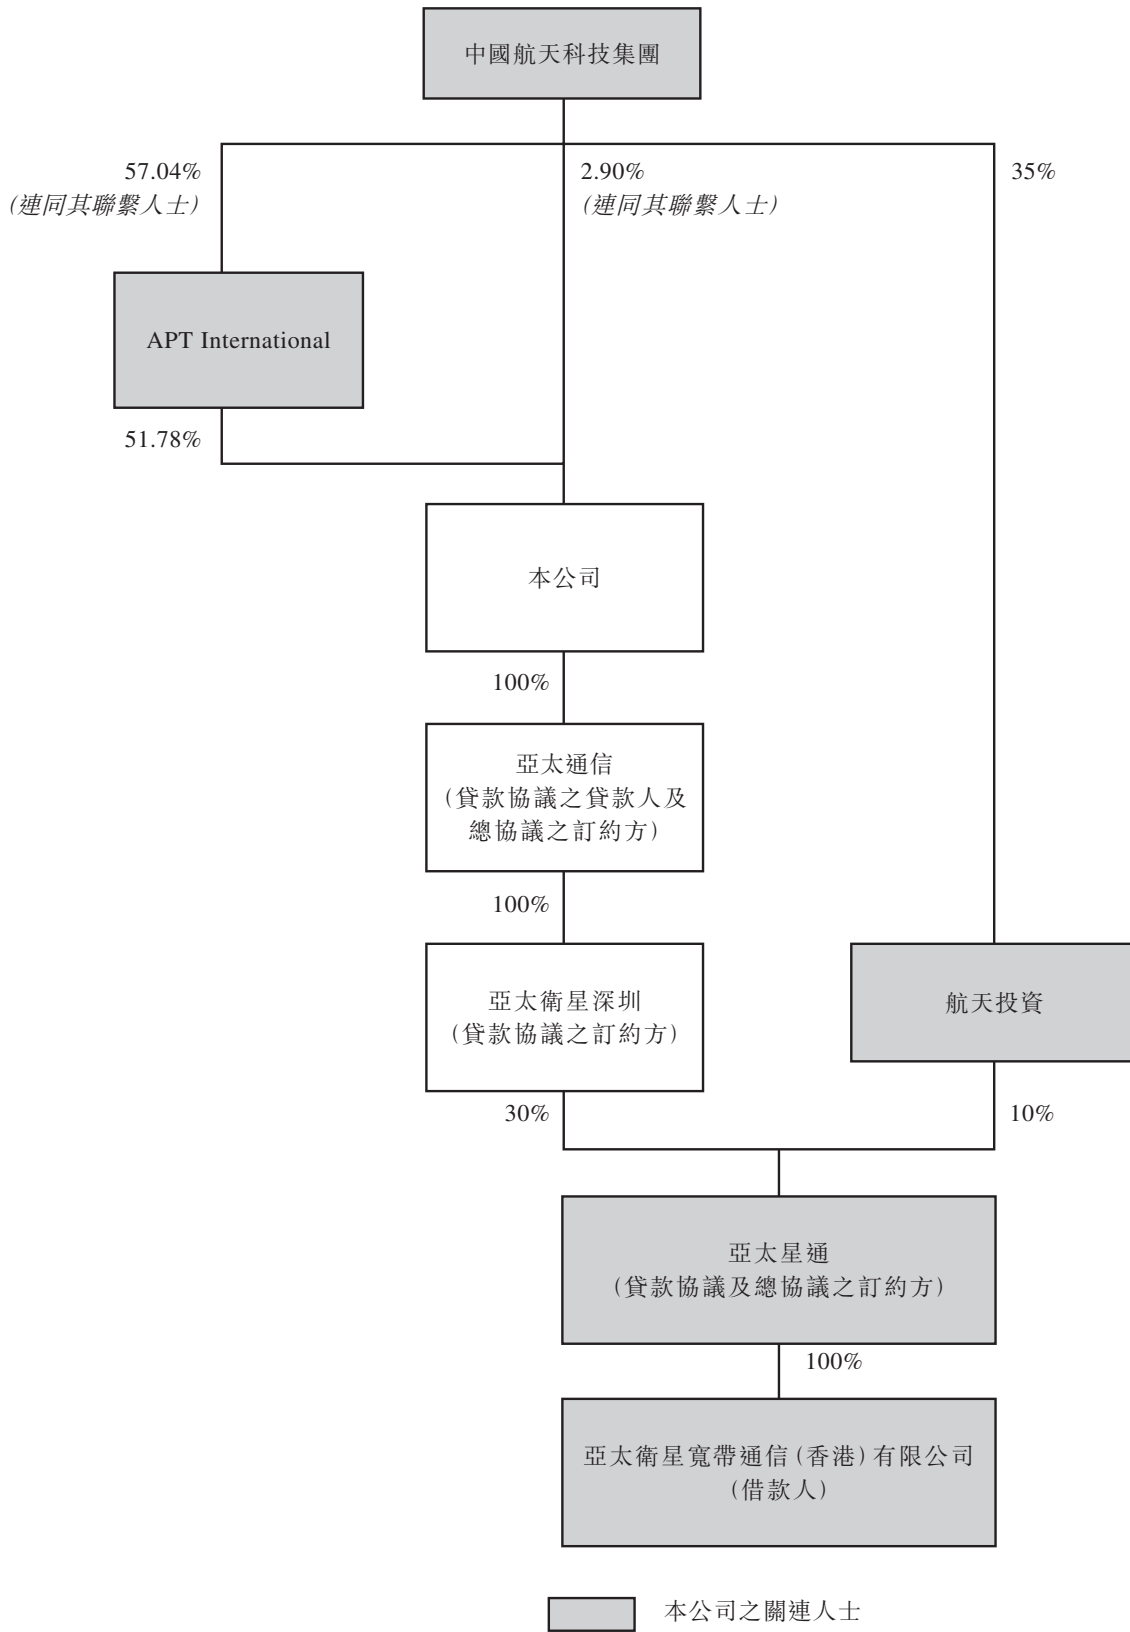 中國航天科技集團
57.04%
(連同其聯繫人士)
2.90%
(連同其聯繫人士)
35%
APT International
51.78%
本公司
100%
亞太通信
(貸款協議之貸款人及
總協議之訂約方)
100%
亞太衛星深圳
(貸款協議之訂約方)
航天投資
30%
10%
亞太星通
(貸款協議及總協議之訂約方)
100%
亞太衛星寬帶通信(香港)有限公司
(借款人)
本公司之關連人士